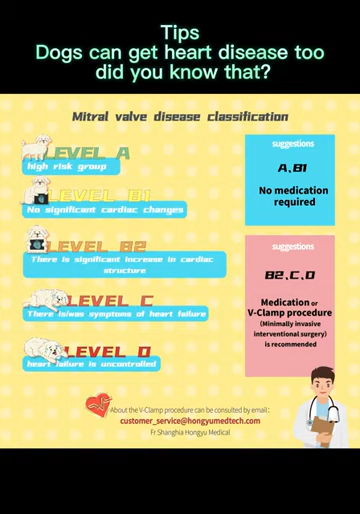 Tips
Dogs can get heart disease too
did you know that?
Mitral valve disease classification
LEVEL A
high risk group
LEVEL B1
No significant cardiac changes
LEVEL B2
There is significant increase in cardiac
structure
LEVEL C
There is/was symptoms of heart failure
LEVEL D
heart failure is uncontrolled
suggestions
A、B1
No medication
required
suggestions
B2、C、D
Medication or
V-Clamp procedure
(Minimally invasive
interventional surgery)
is recommended
About the V-Clamp procedure can be consulted by email:
customer_service@hongyumedtech.com
Fr Shanghia Hongyu Medical